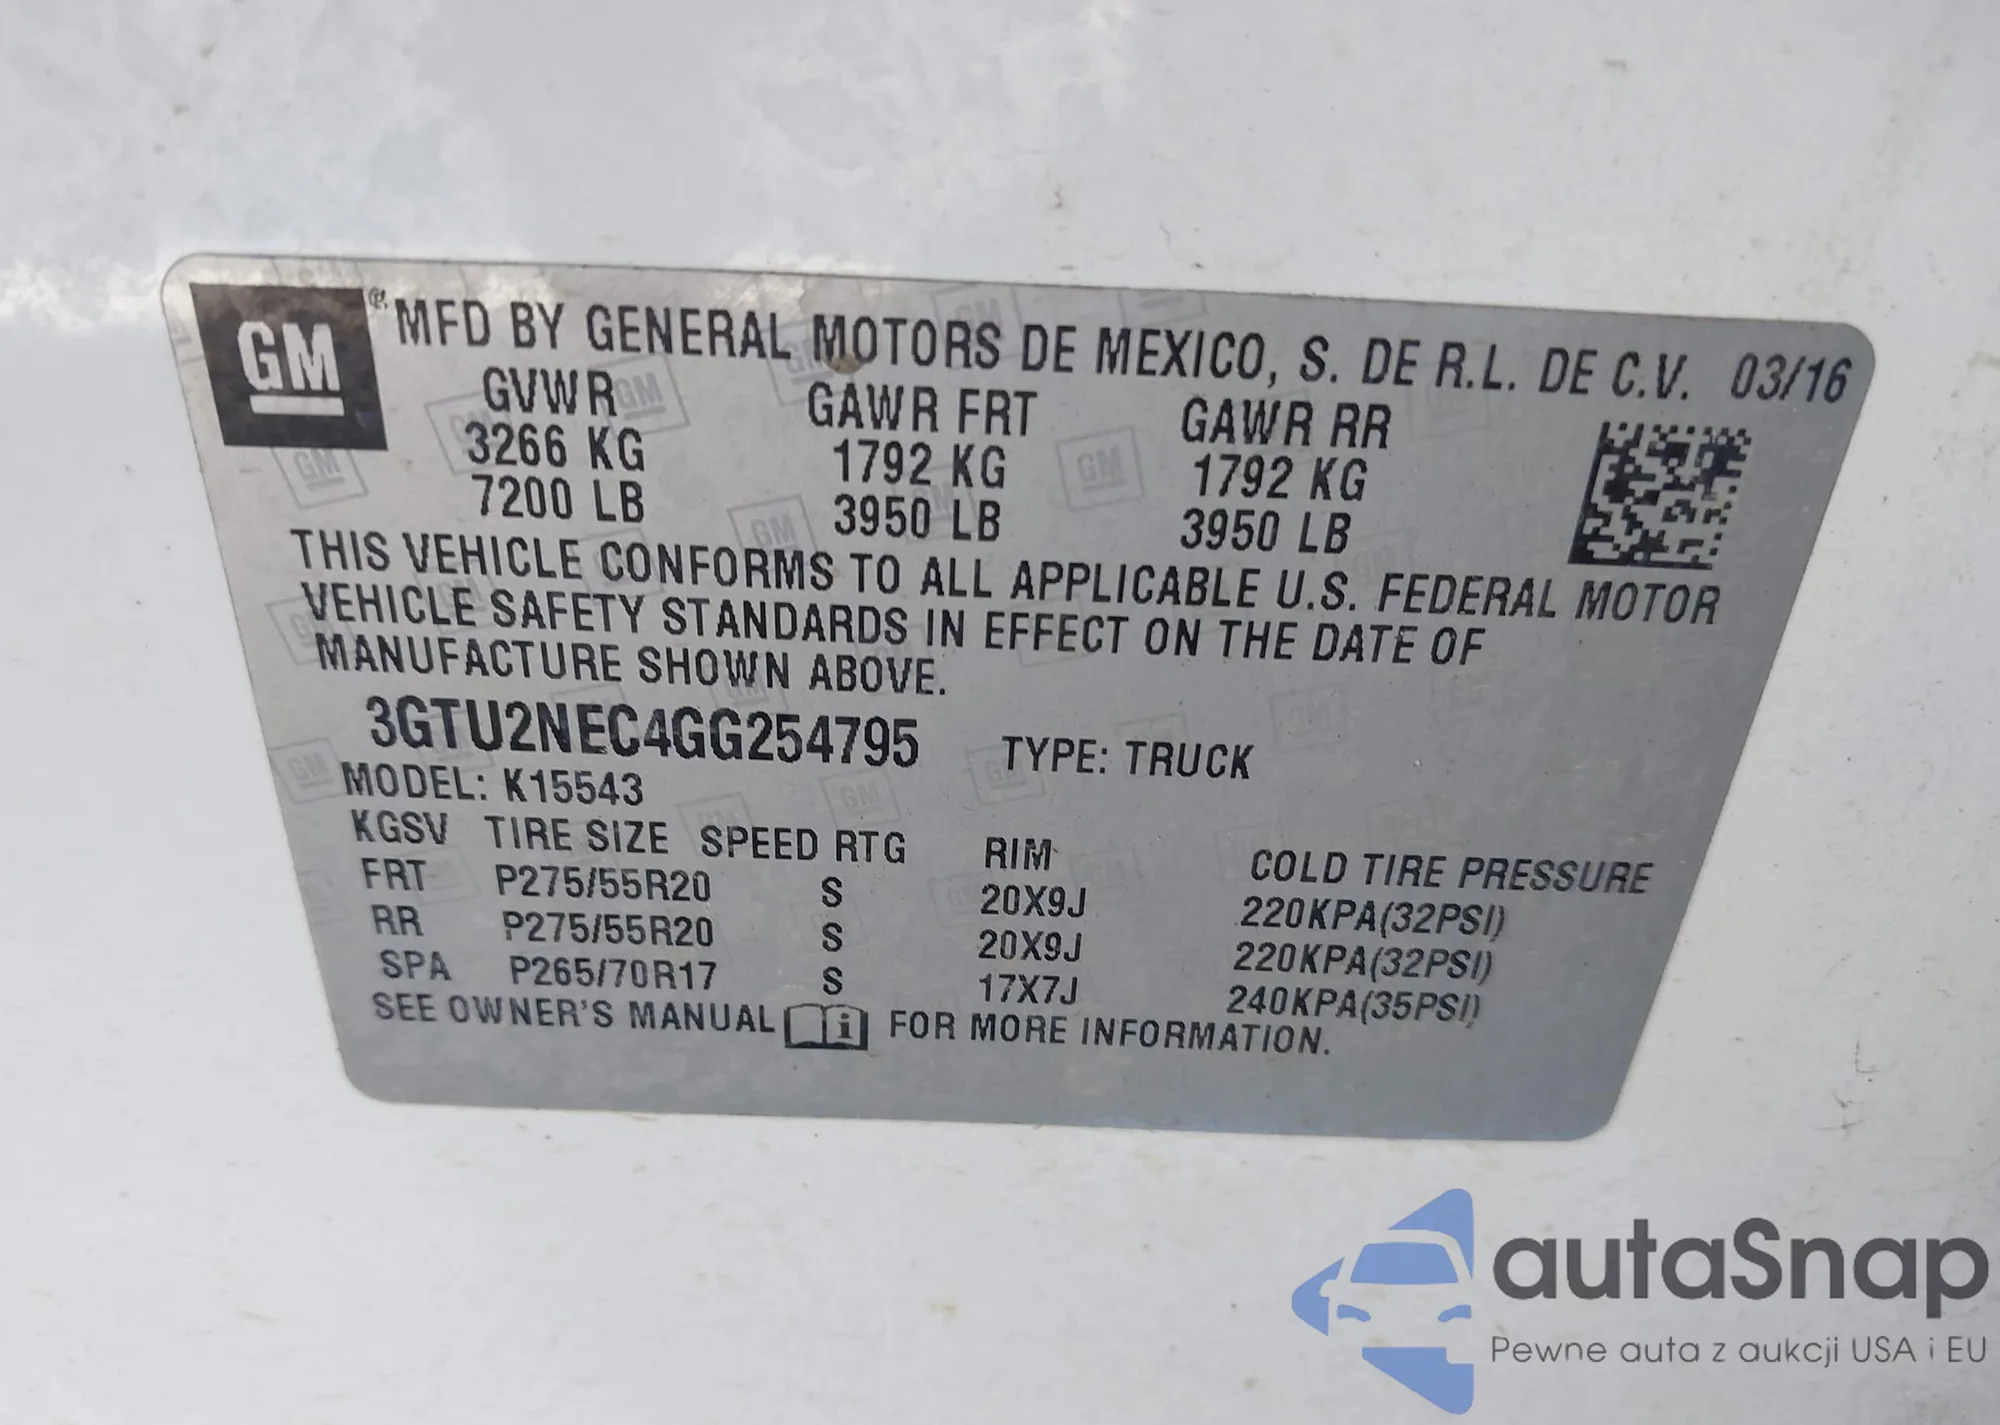 GM
® MFD BY GENERAL MOTORS DE MEXICO, S. DE R.L. DE C.V. 03/16
GVWR GAWR FRT GAWR RR
3266 KG 1792 KG 1792 KG
7200 LB 3950 LB 3950 LB
THIS VEHICLE CONFORMS TO ALL APPLICABLE U.S. FEDERAL MOTOR
VEHICLE SAFETY STANDARDS IN EFFECT ON THE DATE OF
MANUFACTURE SHOWN ABOVE.
3GTU2NEC4GG254795 TYPE: TRUCK
MODEL: K15543
KGSV TIRE SIZE SPEED RTG RIM COLD TIRE PRESSURE
FRT P275/55R20 S 20X9J 220KPA(32PSI)
RR P275/55R20 S 20X9J 220KPA(32PSI)
SPA P265/70R17 S 17X7J 240KPA(35PSI)
SEE OWNER'S MANUAL i FOR MORE INFORMATION.
autaSnap
Pewne auta z aukcji USA i EU